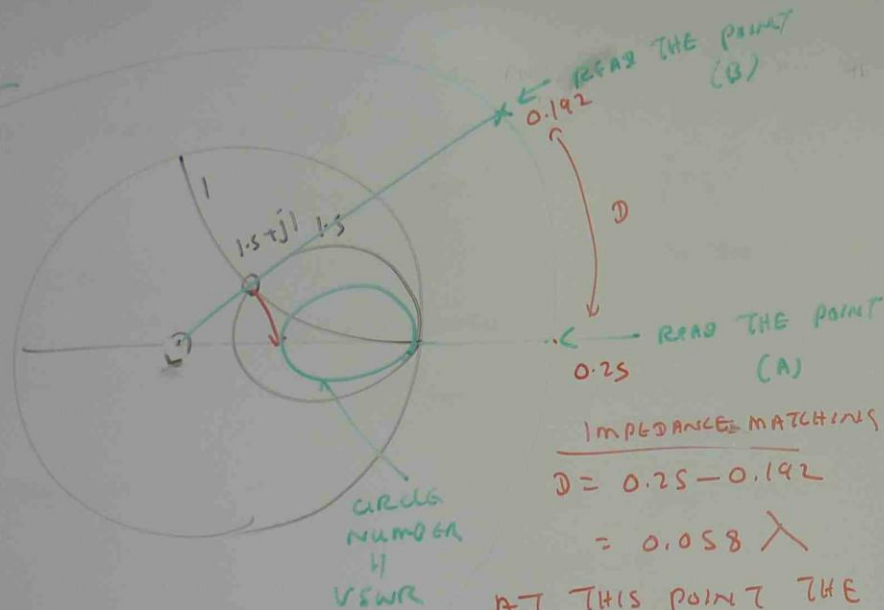 READ THE POINT
(B)
0.192
D
1
1.5+j1
1.5
READ THE POINT
(A)
0.25
IMPEDANCE MATCHING
D = 0.25 - 0.192
= 0.058 λ
CIRCLE
NUMBER
VSWR
AT THIS POINT THE